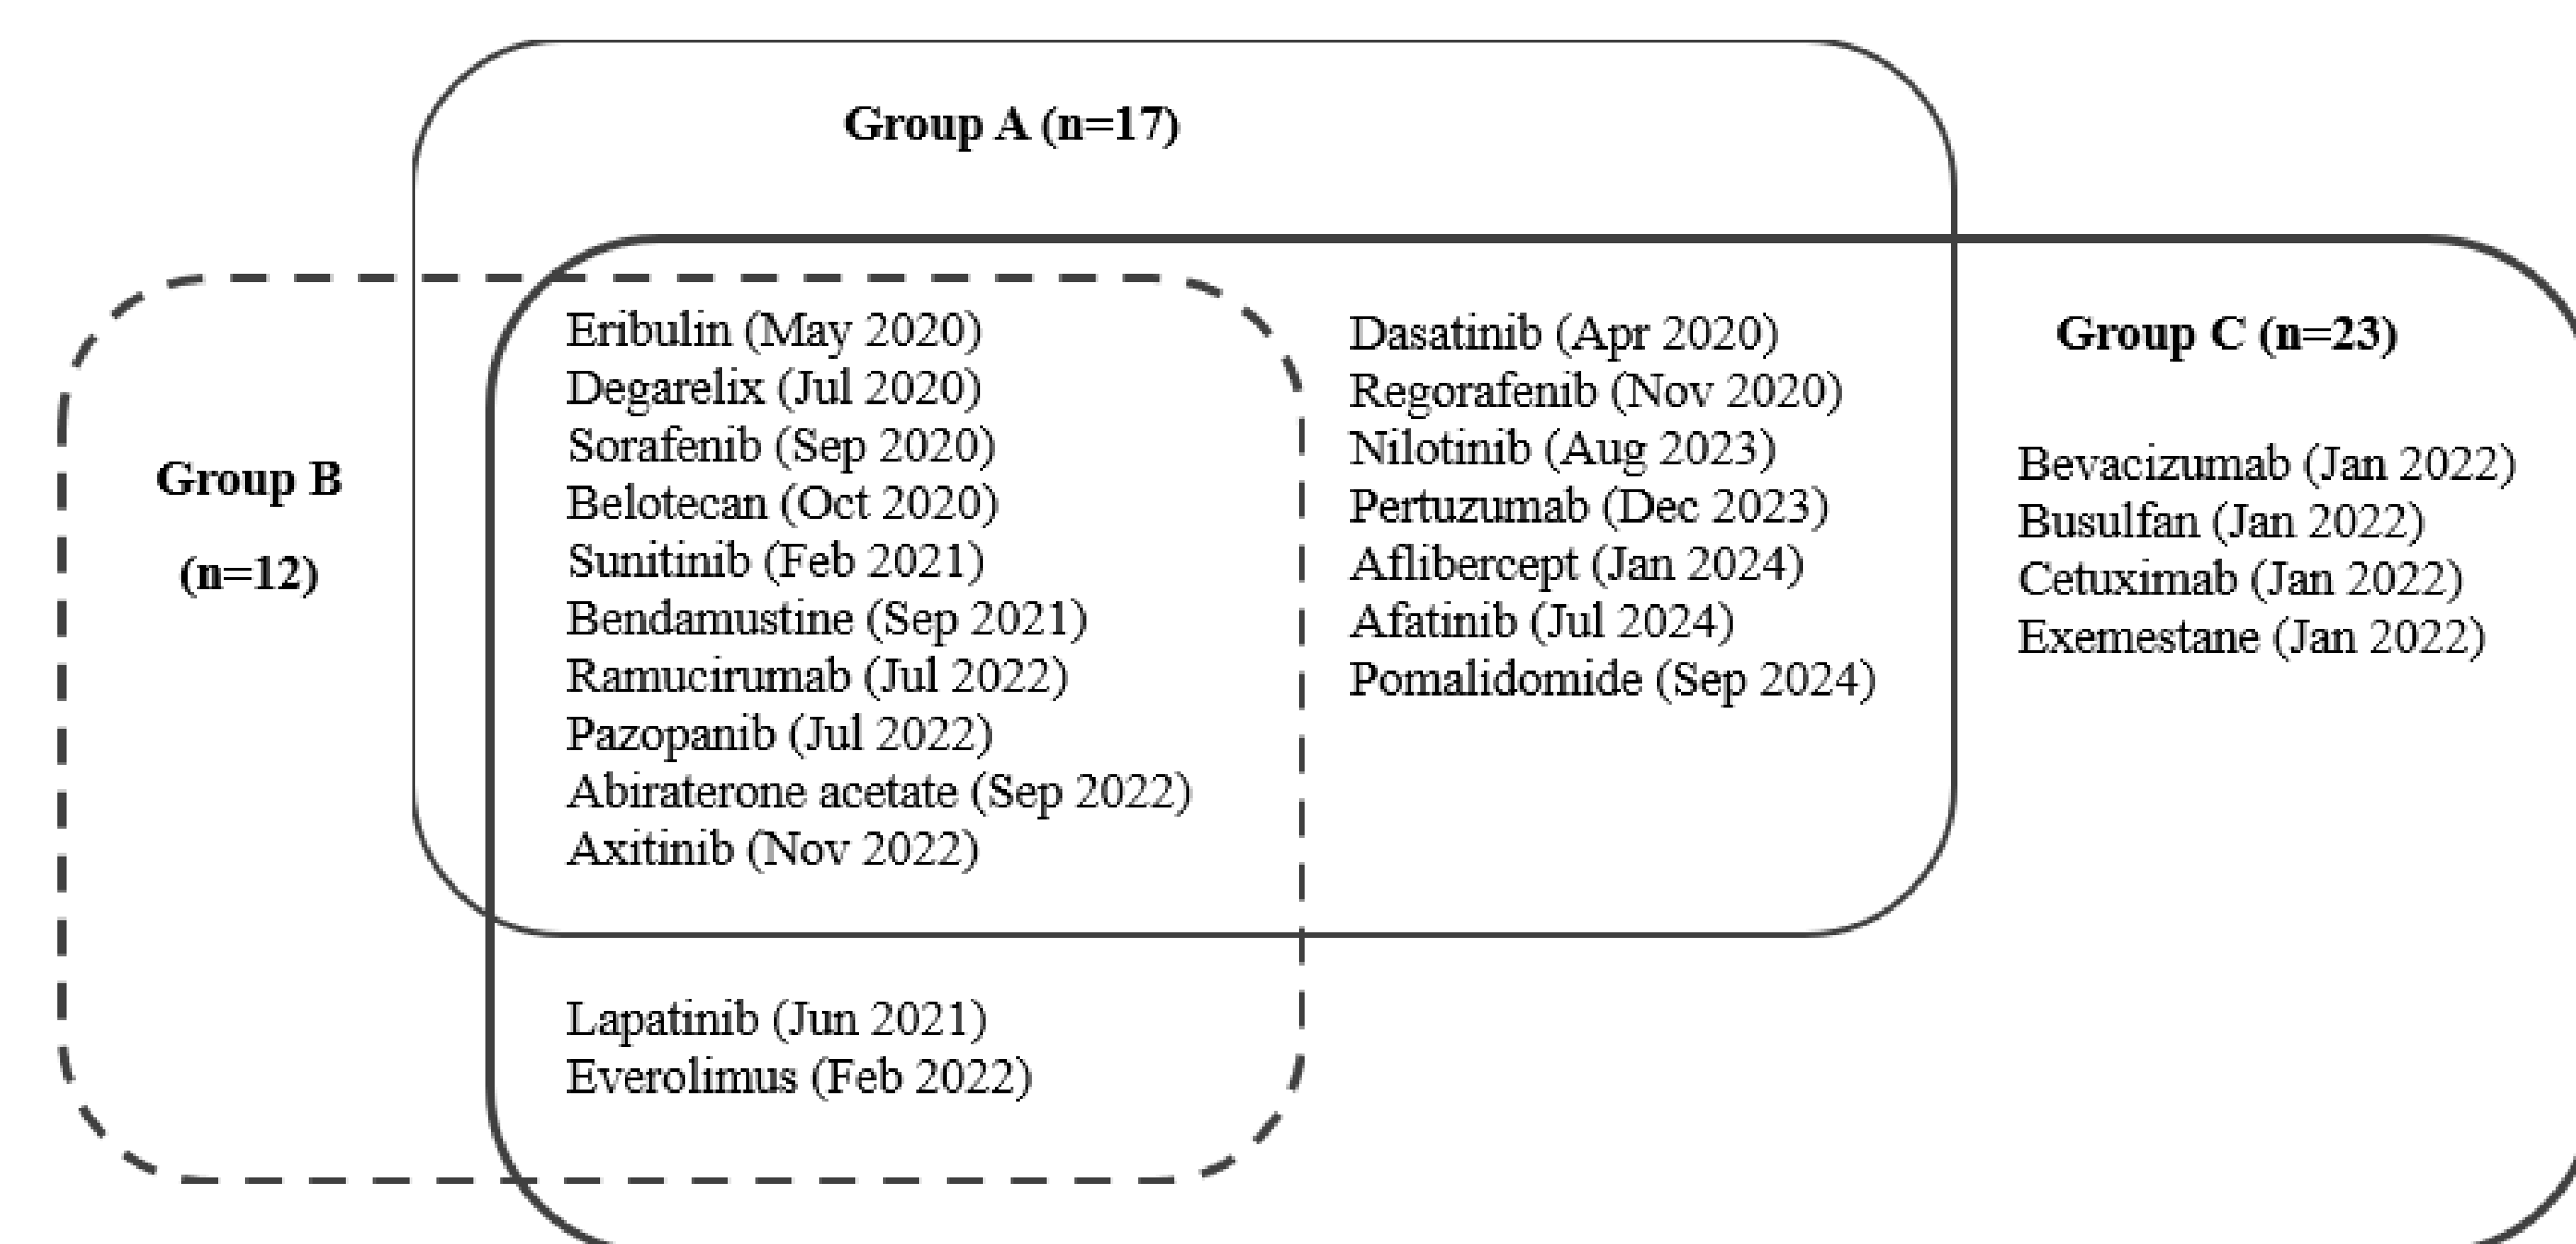 Group A (n=17)
Group B
(n=12)
Eribulin (May 2020)
Degarelix (Jul 2020)
Sorafenib (Sep 2020)
Belotecan (Oct 2020)
Sunitinib (Feb 2021)
Bendamustine (Sep 2021)
Ramucirumab (Jul 2022)
Pazopanib (Jul 2022)
Abiraterone acetate (Sep 2022)
Axitinib (Nov 2022)
Lapatinib (Jun 2021)
Everolimus (Feb 2022)
Dasatinib (Apr 2020)
Regorafenib (Nov 2020)
Nilotinib (Aug 2023)
Pertuzumab (Dec 2023)
Aflibercept (Jan 2024)
Afatinib (Jul 2024)
Pomalidomide (Sep 2024)
Group C (n=23)
Bevacizumab (Jan 2022)
Busulfan (Jan 2022)
Cetuximab (Jan 2022)
Exemestane (Jan 2022)